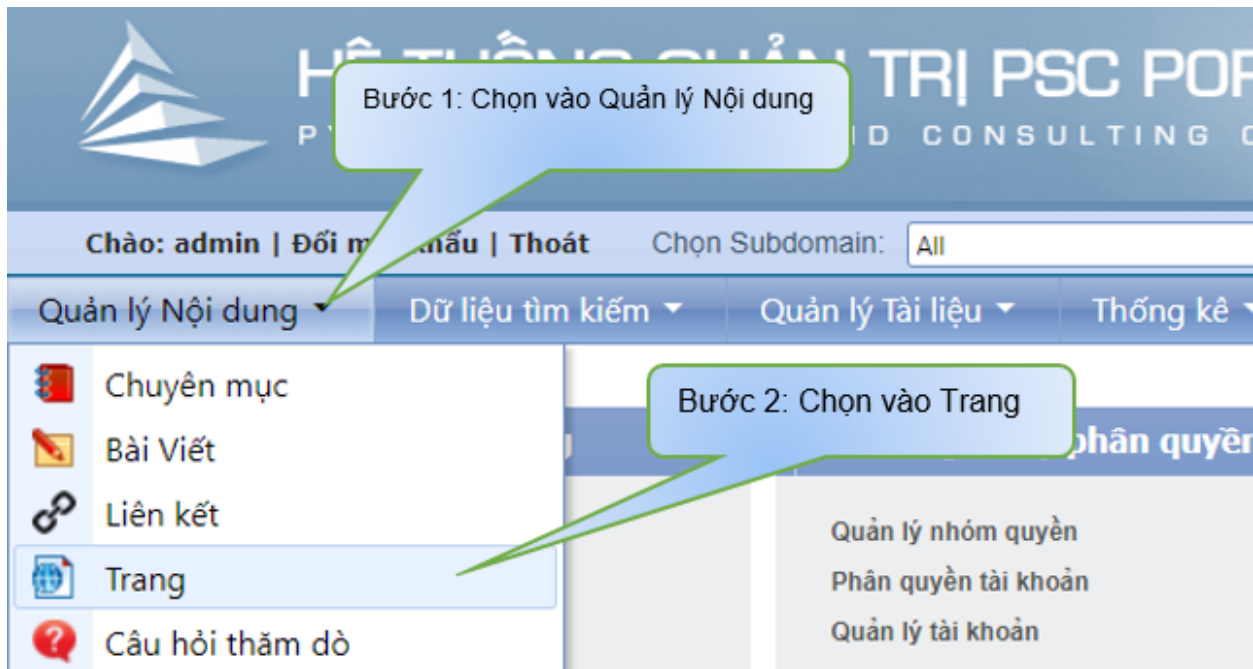 HỆ THỐNG QUẢN TRỊ PSC POR
Bước 1: Chọn vào Quản lý Nội dung
CONSULTING
Chào: admin | Đổi m khẩu | Thoát Chọn Subdomain: All
Quản lý Nội dung Dữ liệu tìm kiếm Quản lý Tài liệu Thống kê
Chuyên mục
Bước 2: Chọn vào Trang
Bài Viết
phân quyền
Liên kết
Quản lý nhóm quyền
Trang
Phân quyền tài khoản
Câu hỏi thăm dò
Quản lý tài khoản